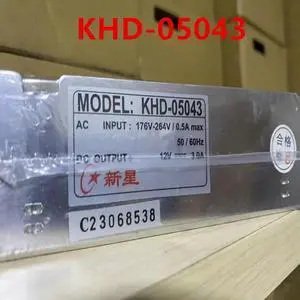 KHD-05043
MODEL: KHD-05043
AC INPUT: 176V-264V / 0.5A max
50 / 60Hz
DC OUTPUT: 12V ⎓ 3.0A
新星
合格
C23068538